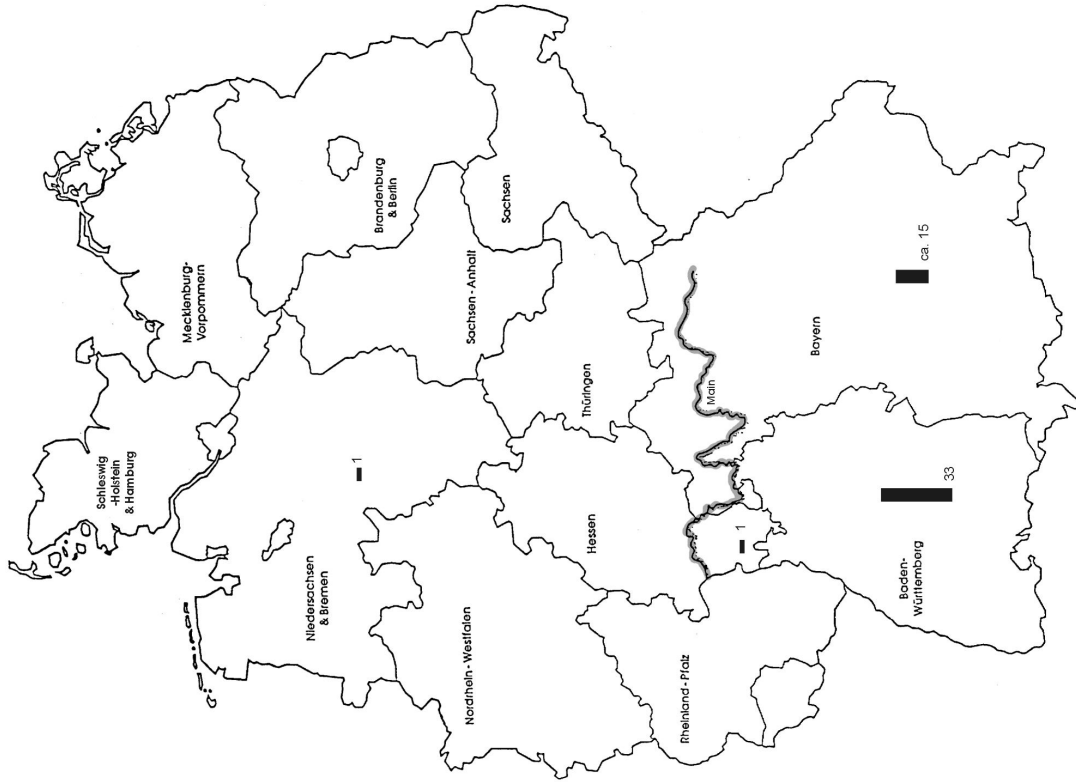 Schleswig
-Holstein
& Hamburg
Mecklenburg-
Vorpommern
Niedersachsen
& Bremen
1
Brandenburg
& Berlin
Sachsen - Anhalt
Nordrhein - Westfalen
Sachsen
Thüringen
Hessen
Rheinland - Pfalz
Main
1
Bayern
ca. 15
Baden-
Württemberg
33